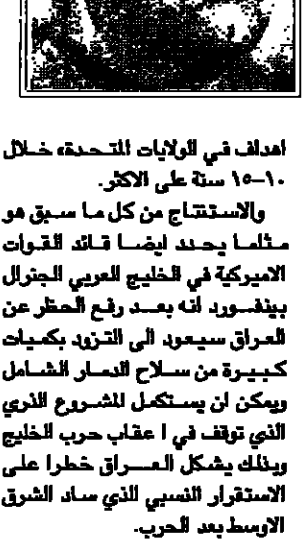 اهداف في الولايات المتحدة، خلال
١٠–١٥ سنة على الاكثر.
والاستنتاج من كل ما سبق هو
مثلما يحدد ايضا قائد القوات
الاميركية في الخليج العربي الجنرال
بينفورد انه بعد رفع الحظر عن
العراق سيعود الى التزود بكميات
كبيرة من سلاح الدمار الشامل
ويمكن ان يستكمل المشروع الذري
الذي توقف في ا عقاب حرب الخليج
وبذلك يشكل العراق خطرا على
الاستقرار النسبي الذي ساد الشرق
الاوسط بعد الحرب.